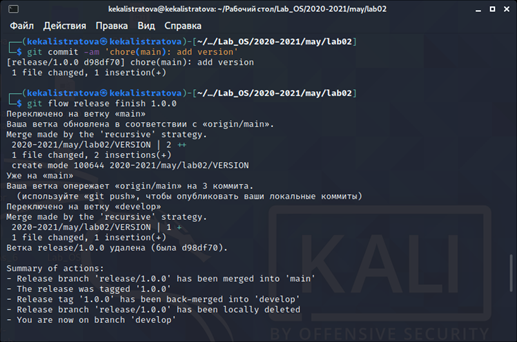 kekalistratova@kekalistratova: ~/Рабочий стол/Lab_OS/2020-2021/may/lab02
Файл Действия Правка Вид Справка
┌──(kekalistratova㉿kekalistratova)-[~/…/Lab_OS/2020-2021/may/lab02]
└─$ git commit -am 'chore(main): add version'
[release/1.0.0 d98df70] chore(main): add version
1 file changed, 1 insertion(+)
┌──(kekalistratova㉿kekalistratova)-[~/…/Lab_OS/2020-2021/may/lab02]
└─$ git flow release finish 1.0.0
Переключено на ветку «main»
Ваша ветка обновлена в соответствии с «origin/main».
Merge made by the 'recursive' strategy.
2020-2021/may/lab02/VERSION | 2 ++
1 file changed, 2 insertions(+)
create mode 100644 2020-2021/may/lab02/VERSION
Уже на «main»
Ваша ветка опережает «origin/main» на 3 коммита.
(используйте «git push», чтобы опубликовать ваши локальные коммиты)
Переключено на ветку «develop»
Merge made by the 'recursive' strategy.
2020-2021/may/lab02/VERSION | 1 +
1 file changed, 1 insertion(+)
Ветка release/1.0.0 удалена (была d98df70).
Summary of actions:
- Release branch 'release/1.0.0' has been merged into 'main'
- The release was tagged '1.0.0'
- Release tag '1.0.0' has been back-merged into 'develop'
- Release branch 'release/1.0.0' has been locally deleted
- You are now on branch 'develop'
KALI
BY OFFENSIVE SECURITY